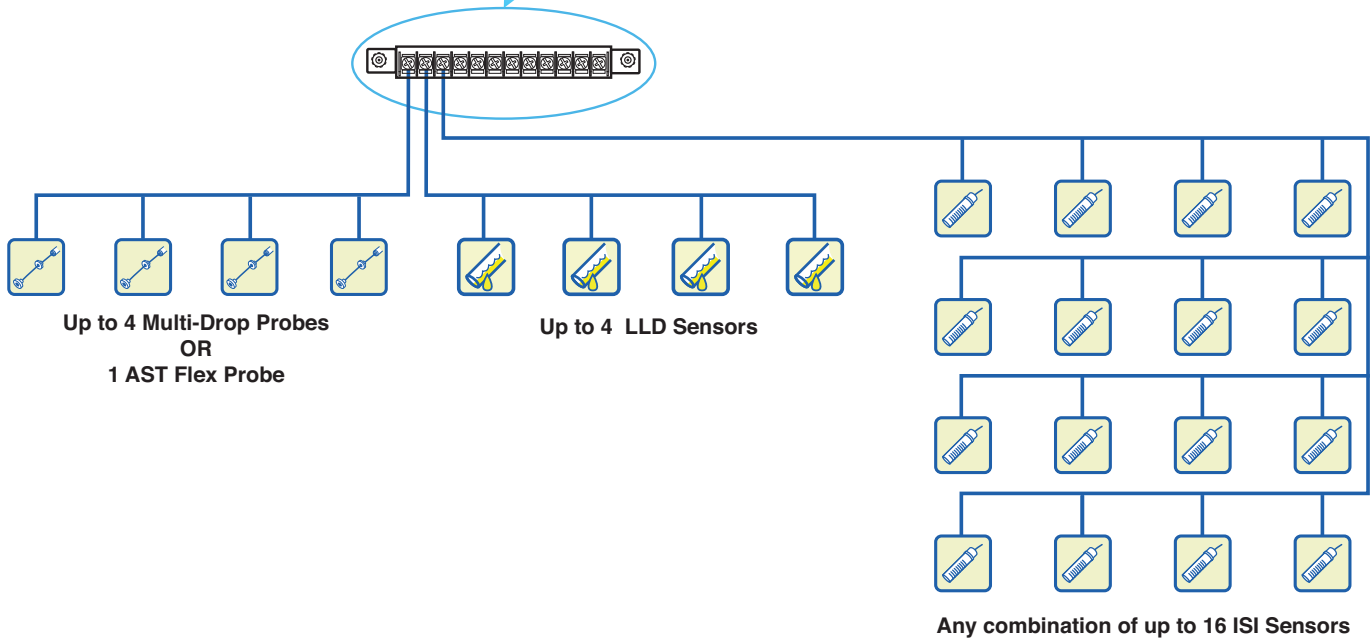 Up to 4 Multi-Drop Probes
OR
1 AST Flex Probe
Up to 4 LLD Sensors
Any combination of up to 16 ISI Sensors